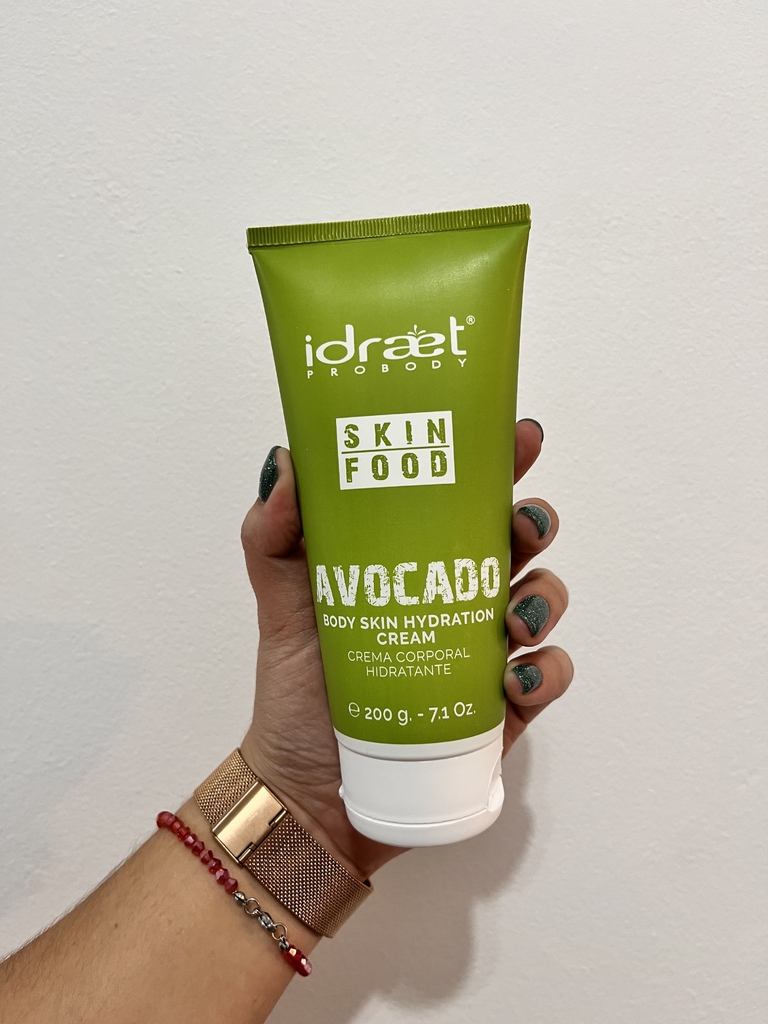 idraet®
PROBODY
SKIN
FOOD
AVOCADO
BODY SKIN HYDRATION
CREAM
CREMA CORPORAL
HIDRATANTE
℮ 200 g. - 7.1 Oz.